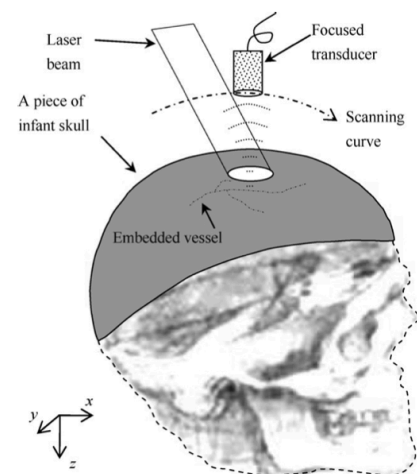 Laser
beam
Focused
transducer
A piece of
infant skull
Scanning
curve
Embedded vessel
x
y
z